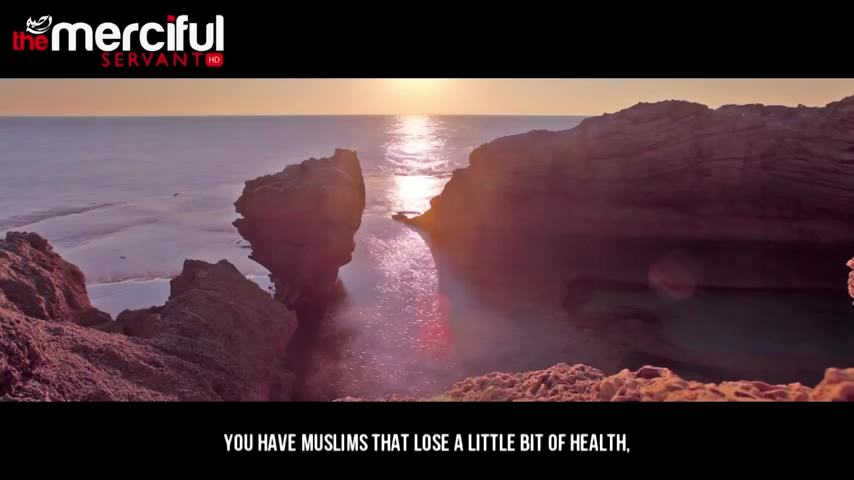 the merciful
SERVANT HD
YOU HAVE MUSLIMS THAT LOSE A LITTLE BIT OF HEALTH,